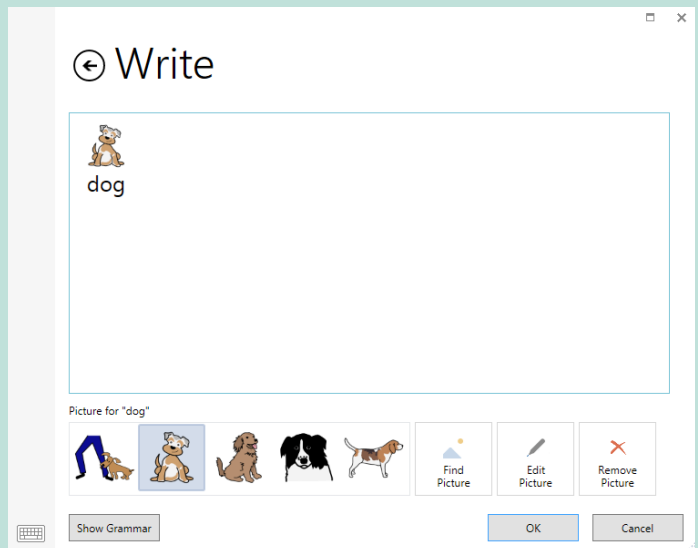 Write
dog
Picture for "dog"
Find
Picture
Edit
Picture
Remove
Picture
Show Grammar
OK
Cancel